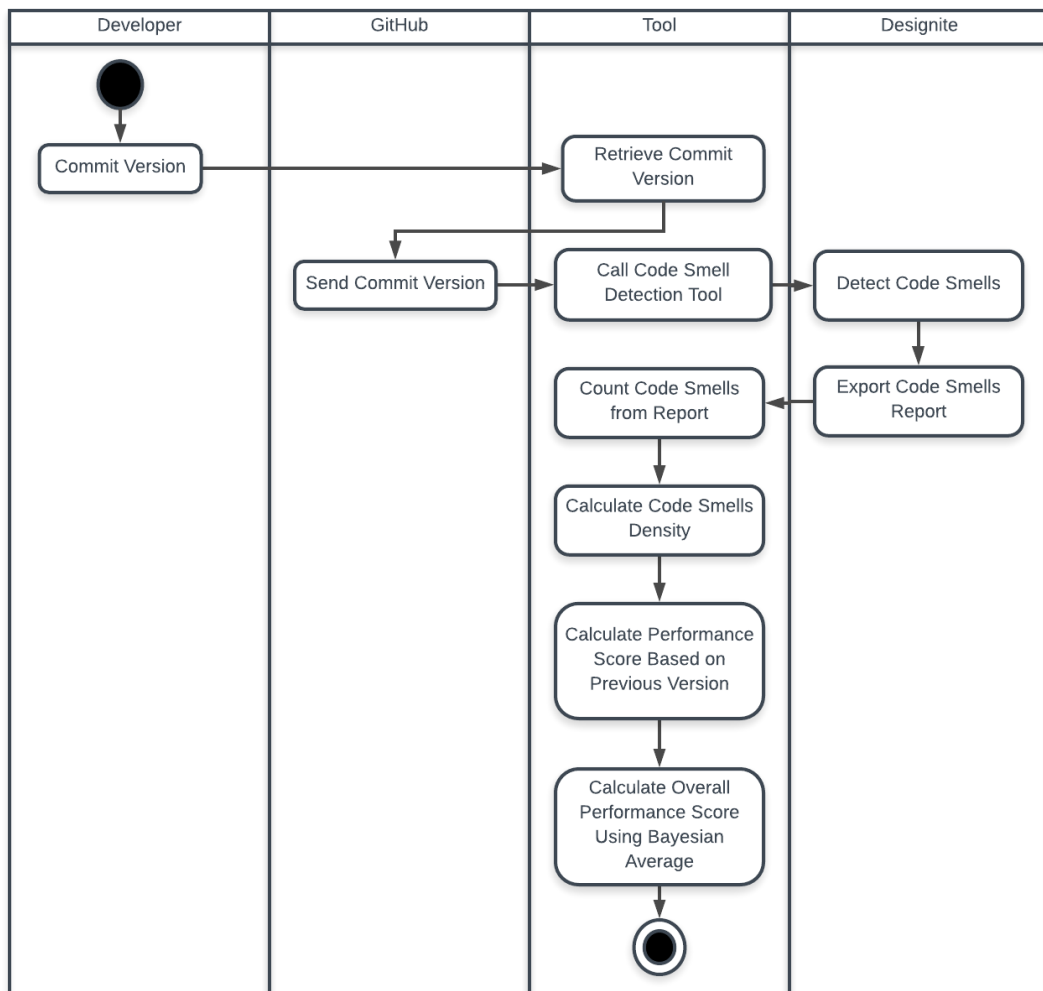 Developer
GitHub
Tool
Designite
Commit Version
Retrieve Commit
Version
Send Commit Version
Call Code Smell
Detection Tool
Detect Code Smells
Count Code Smells
from Report
Export Code Smells
Report
Calculate Code Smells
Density
Calculate Performance
Score Based on
Previous Version
Calculate Overall
Performance Score
Using Bayesian
Average